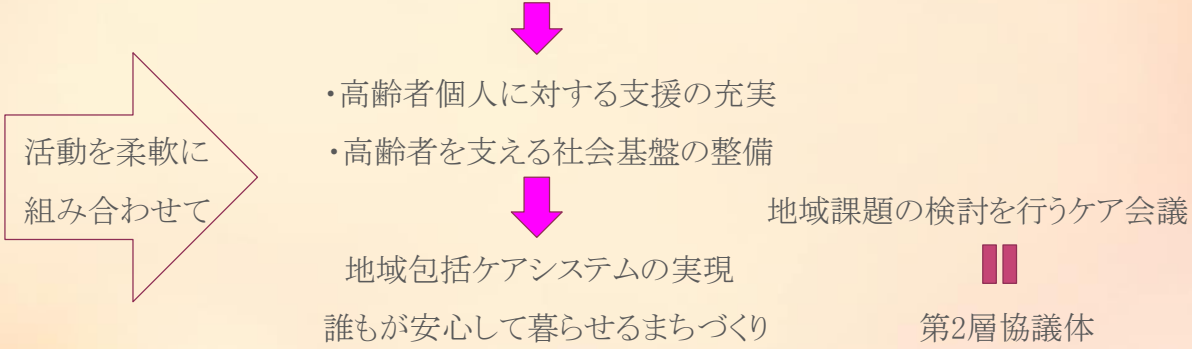 活動を柔軟に
組み合わせて
・高齢者個人に対する支援の充実
・高齢者を支える社会基盤の整備
地域包括ケアシステムの実現
誰もが安心して暮らせるまちづくり
地域課題の検討を行うケア会議
第2層協議体